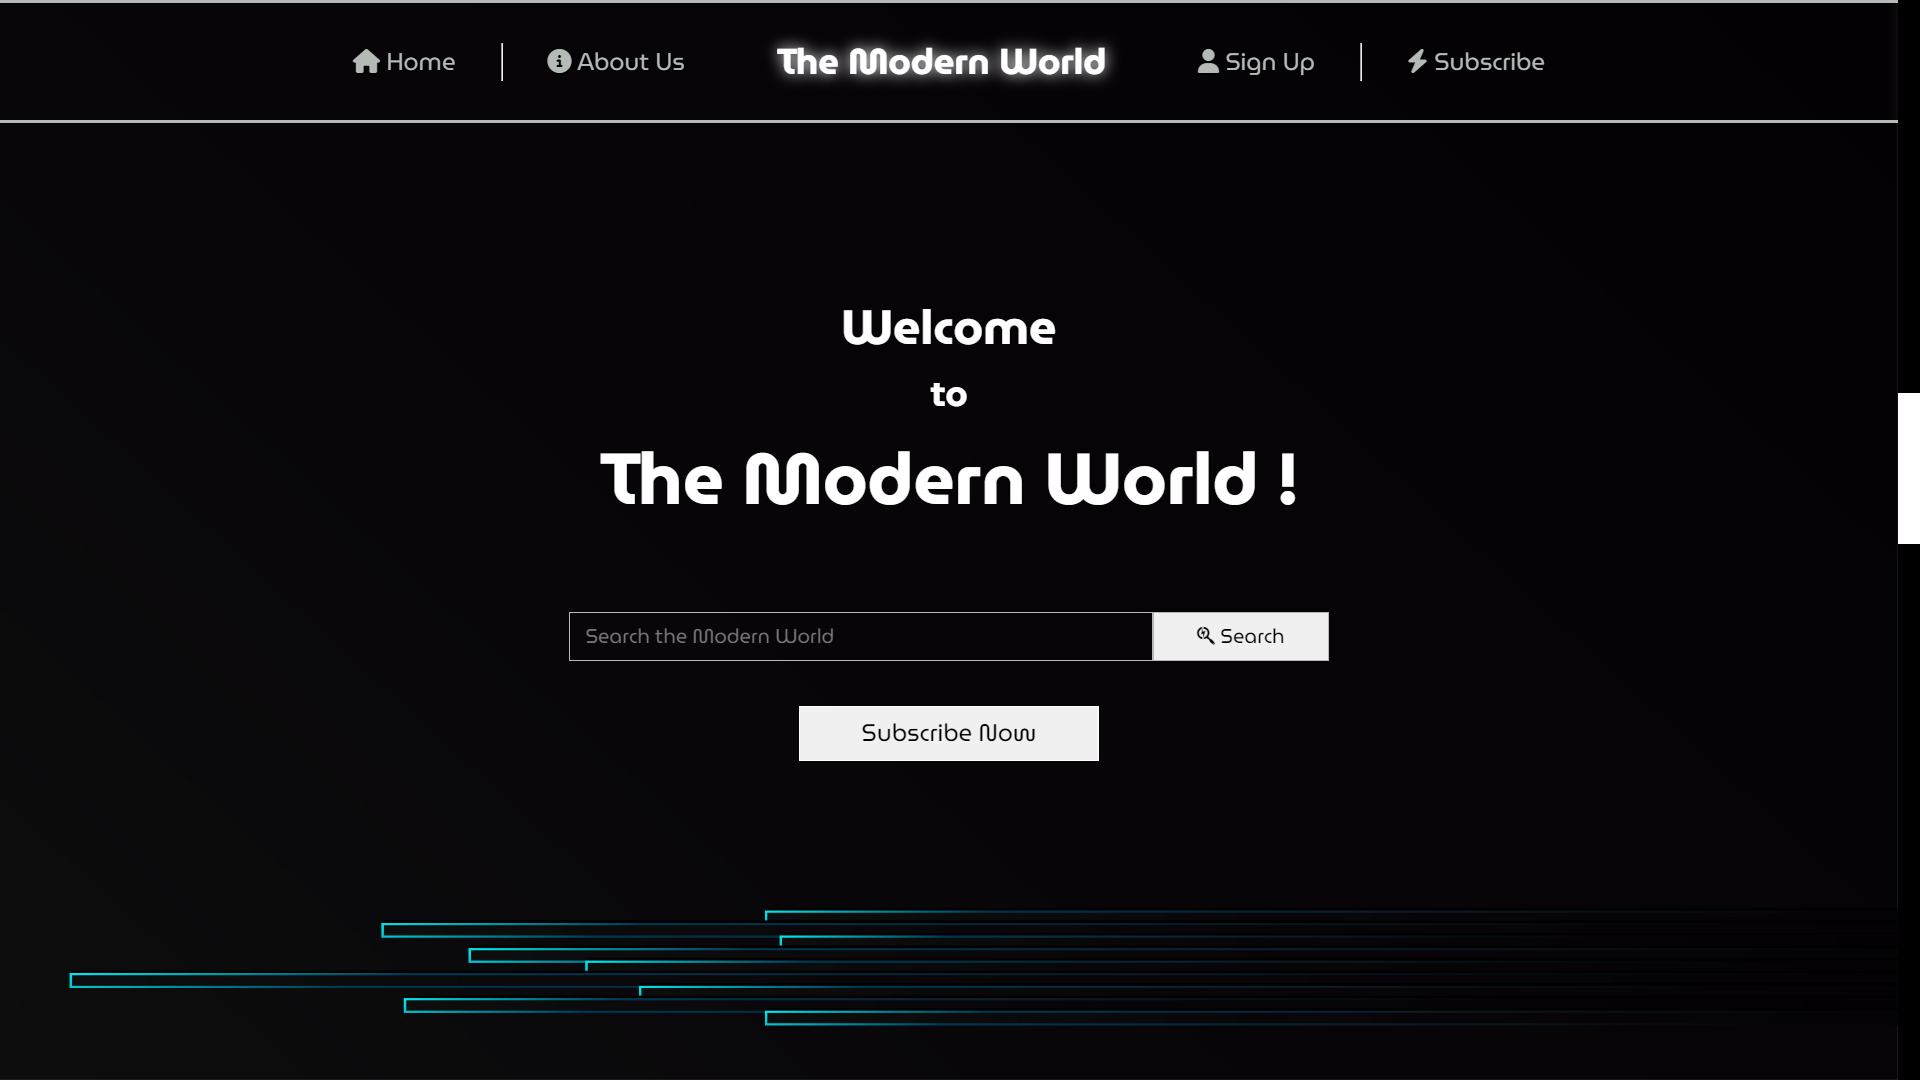 Home
About Us
The Modern World
Sign Up
Subscribe
Welcome
to
The Modern World !
Search the Modern World
Search
Subscribe Now